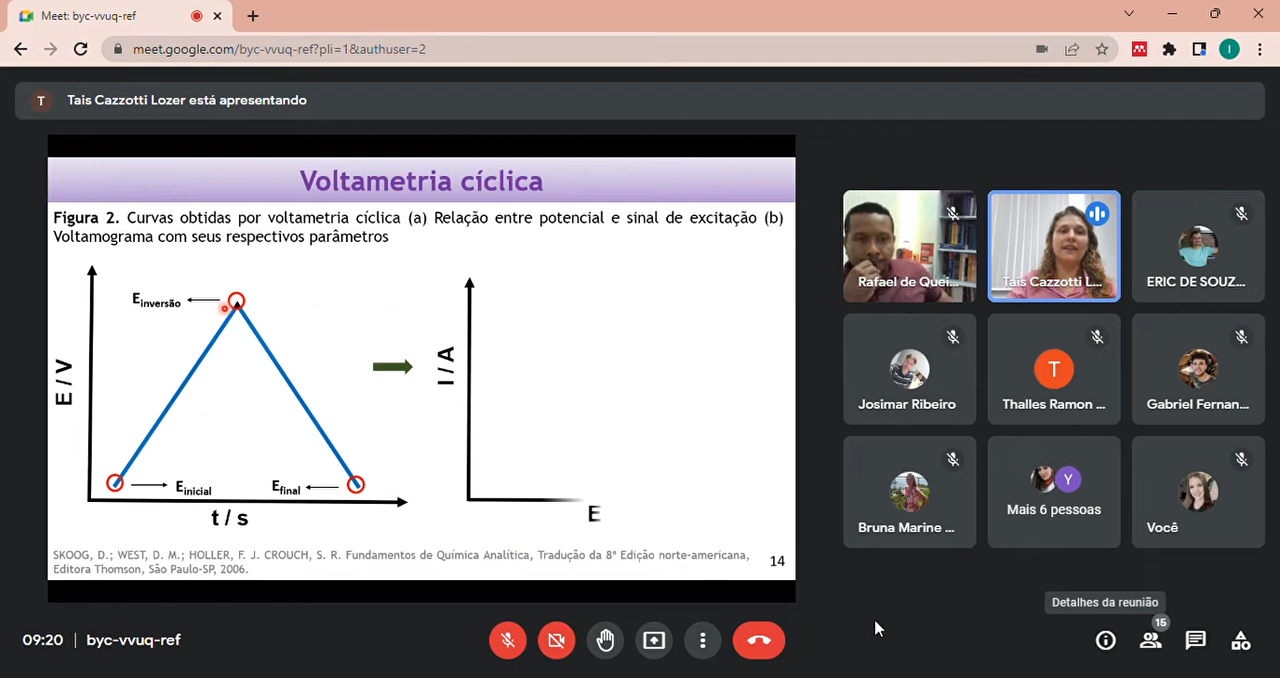 Meet: byc-vvuq-ref
meet.google.com/byc-vvuq-ref?pli=1&authuser=2
I
T
Tais Cazzotti Lozer está apresentando
Voltametria cíclica
Figura 2. Curvas obtidas por voltametria cíclica (a) Relação entre potencial e sinal de excitação (b)
Voltamograma com seus respectivos parâmetros
E / V
Einversão
Einicial
Efinal
t / s
I / A
E
SKOOG, D.; WEST, D. M.; HOLLER, F. J. CROUCH, S. R. Fundamentos de Química Analítica, Tradução da 8ª Edição norte-americana,
Editora Thomson, São Paulo-SP, 2006.
14
Rafael de Quei...
Tais Cazzotti L...
ERIC DE SOUZ...
Josimar Ribeiro
T
Thalles Ramon ...
Gabriel Fernan...
Bruna Marine ...
Y
Mais 6 pessoas
Você
Detalhes da reunião
09:20 | byc-vvuq-ref
15